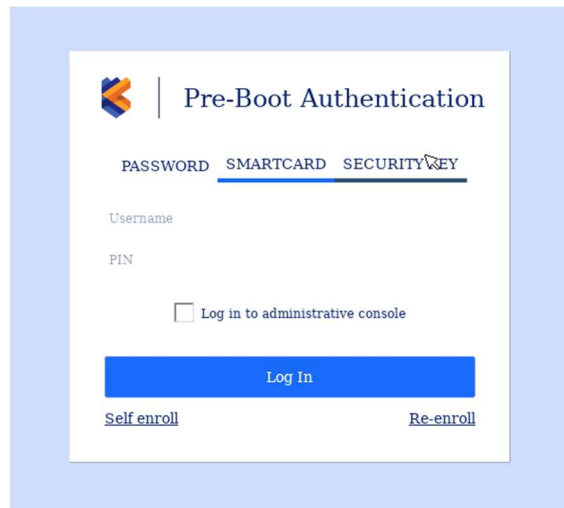 Pre-Boot Authentication
PASSWORD SMARTCARD SECURITY KEY
Username
PIN
Log in to administrative console
Log In
Self enroll Re-enroll